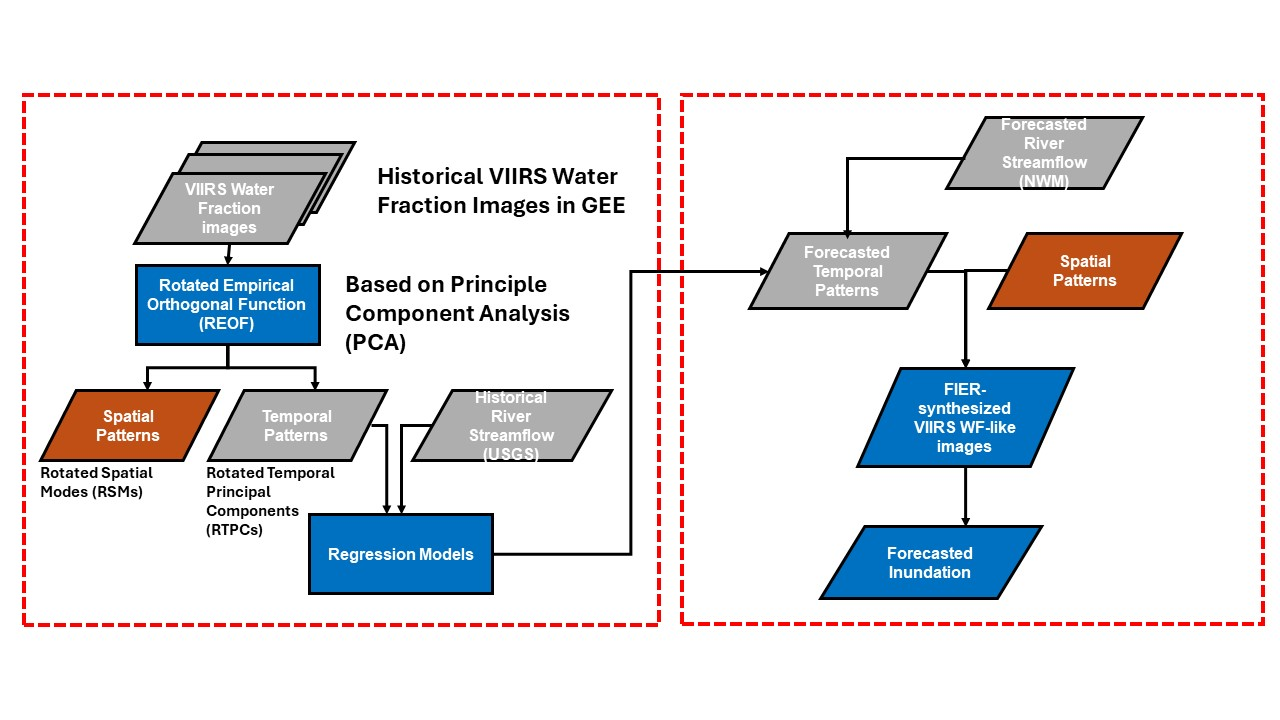 VIIRS Water
Fraction
images
Historical VIIRS Water
Fraction Images in GEE
Rotated Empirical
Orthogonal Function
(REOF)
Based on Principle
Component Analysis
(PCA)
Spatial
Patterns
Temporal
Patterns
Historical
River
Streamflow
(USGS)
Rotated Spatial
Modes (RSMs)
Rotated Temporal
Principal
Components
(RTPCs)
Regression Models
Forecasted
River
Streamflow
(NWM)
Forecasted
Temporal
Patterns
Spatial
Patterns
FIER-
synthesized
VIIRS WF-like
images
Forecasted
Inundation